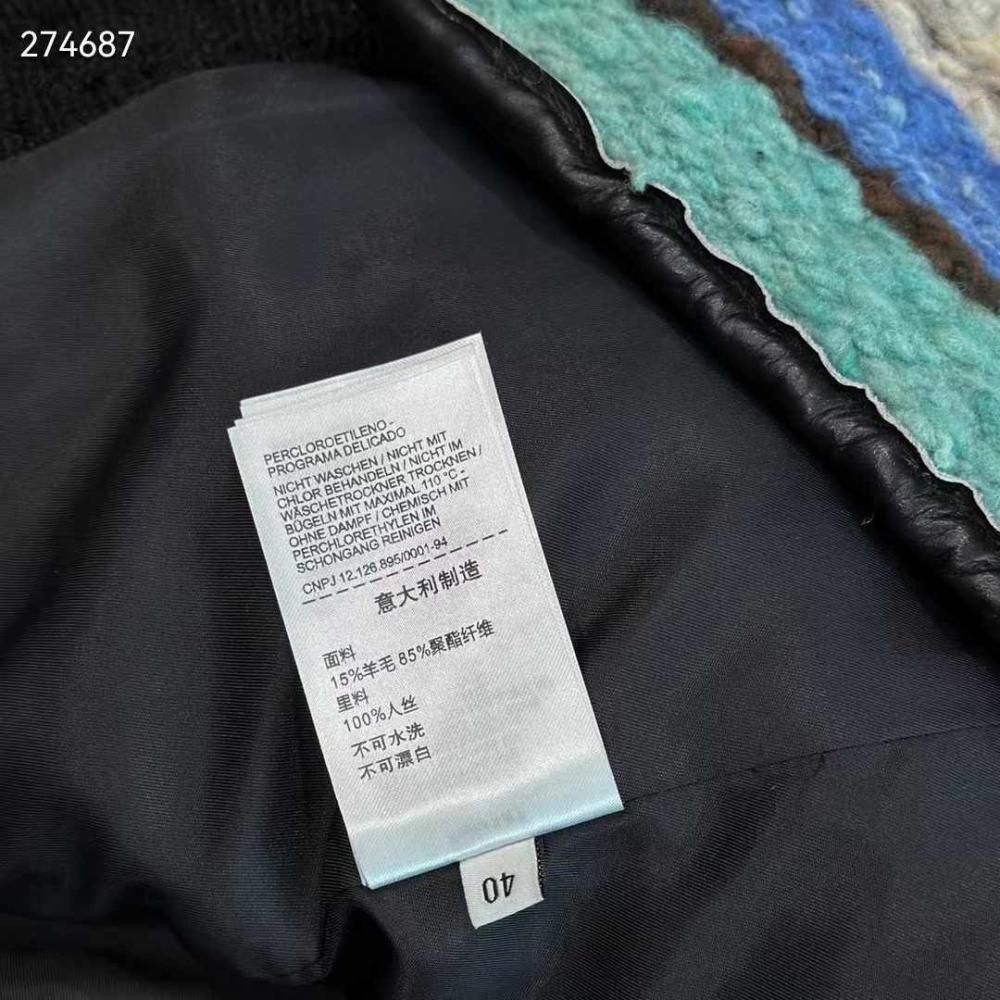 274687
PERCLOROETILENO -
PROGRAMA DELICADO
NICHT WASCHEN / NICHT MIT
CHLOR BEHANDELN / NICHT IM
WÄSCHETROCKNER TROCKNEN /
BÜGELN MIT MAXIMAL 110 °C -
OHNE DAMPF / CHEMISCH MIT
PERCHLORETHYLEN IM
SCHONGANG REINIGEN
CNPJ 12.126.895/0001-94
意大利制造
面料
15%羊毛 85%聚酯纤维
里料
100%人丝
不可水洗
不可漂白
40